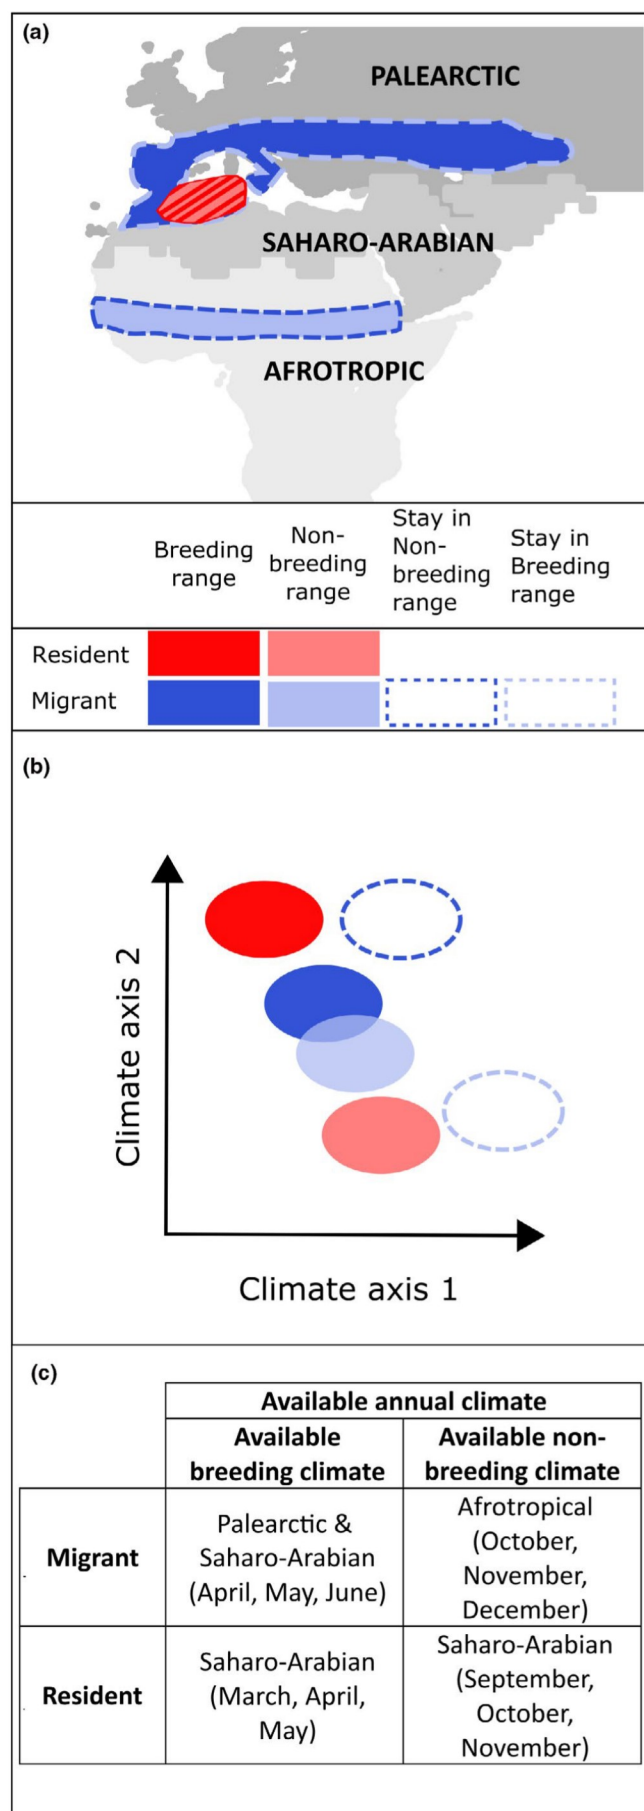 (a)
PALEARCTIC
SAHARO-ARABIAN
AFROTROPIC
Breeding
range
Non-
breeding
range
Stay in
Non-
breeding
range
Stay in
Breeding
range
Resident
Migrant
(b)
Climate axis 2
Climate axis 1
(c)
Available annual climate
Available
breeding climate
Available non-
breeding climate
Migrant
Palearctic &
Saharo-Arabian
(April, May, June)
Afrotropical
(October,
November,
December)
Resident
Saharo-Arabian
(March, April,
May)
Saharo-Arabian
(September,
October,
November)